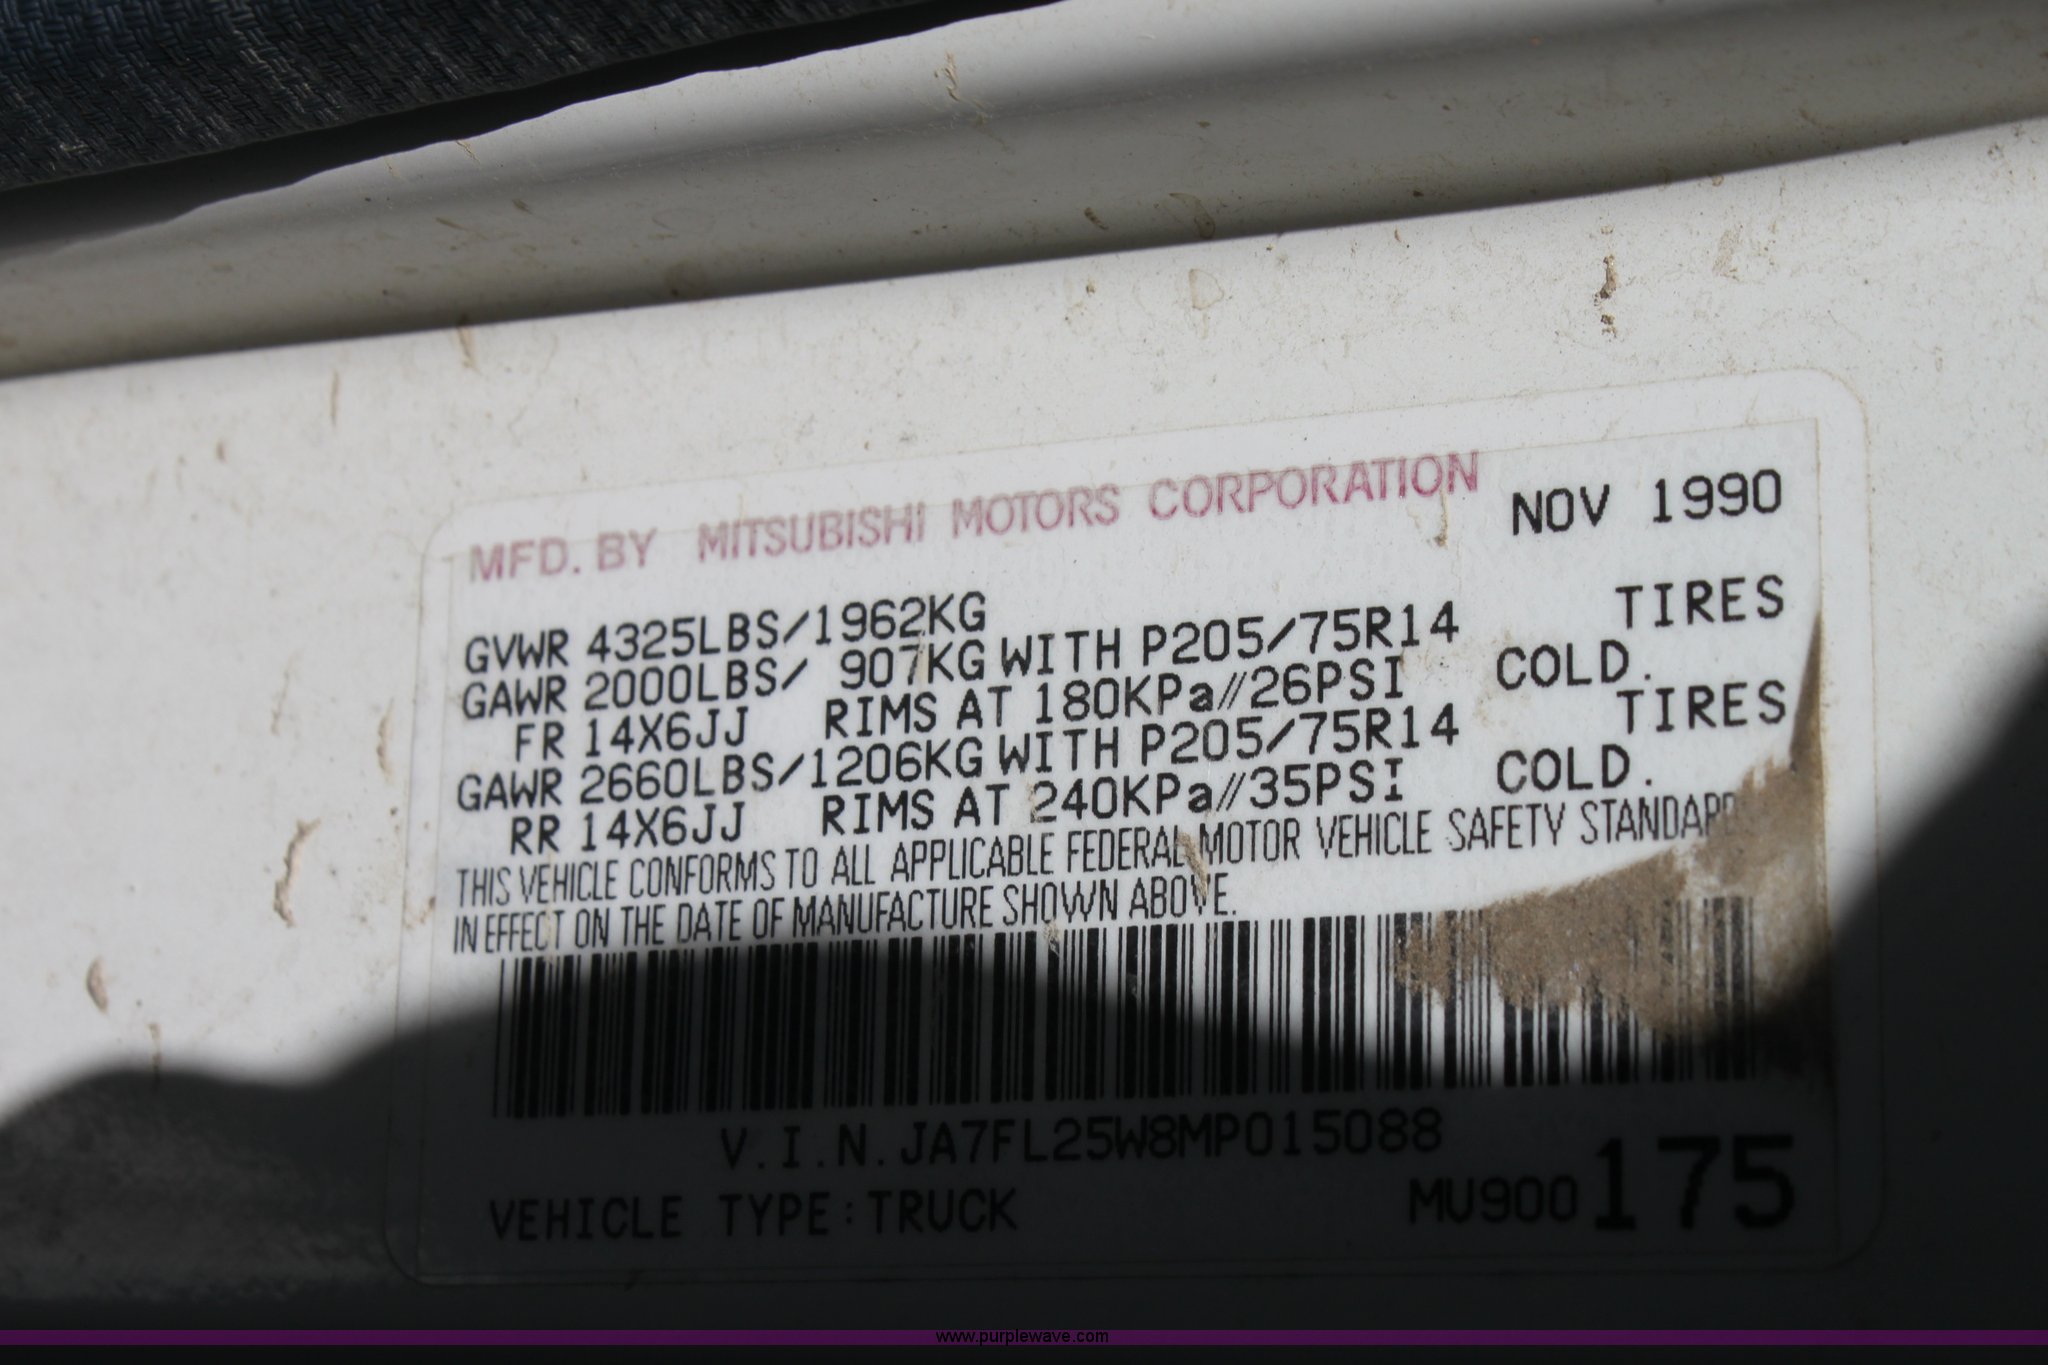 MFD. BY MITSUBISHI MOTORS CORPORATION NOV 1990
GVWR 4325LBS/1962KG
GAWR 2000LBS/ 907KG WITH P205/75R14 TIRES
FR 14X6JJ RIMS AT 180KPa//26PSI COLD.
GAWR 2660LBS/1206KG WITH P205/75R14 TIRES
RR 14X6JJ RIMS AT 240KPa//35PSI COLD.
THIS VEHICLE CONFORMS TO ALL APPLICABLE FEDERAL MOTOR VEHICLE SAFETY STANDARD
IN EFFECT ON THE DATE OF MANUFACTURE SHOWN ABOVE.
V.I.N.JA7FL25W8MP015088
VEHICLE TYPE:TRUCK MU900175
www.purplewave.com